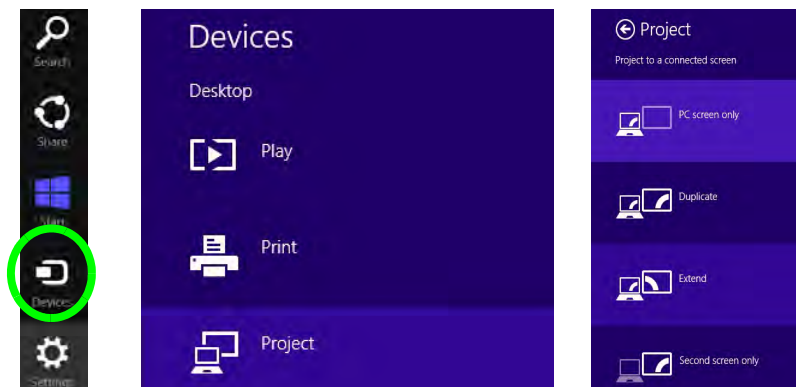 Search
Share
Start
Devices
Settings
Devices
Desktop
Play
Print
Project
Project
Project to a connected screen
PC screen only
Duplicate
Extend
Second screen only